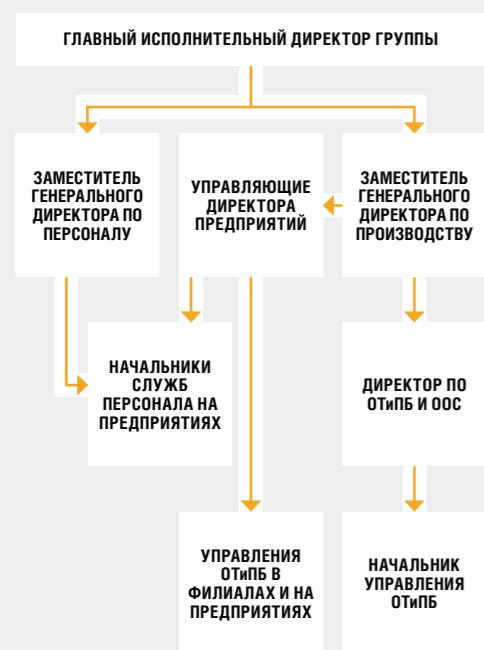 ГЛАВНЫЙ ИСПОЛНИТЕЛЬНЫЙ ДИРЕКТОР ГРУППЫ
ЗАМЕСТИТЕЛЬ
ГЕНЕРАЛЬНОГО
ДИРЕКТОРА ПО
ПЕРСОНАЛУ
УПРАВЛЯЮЩИЕ
ДИРЕКТОРА
ПРЕДПРИЯТИЙ
ЗАМЕСТИТЕЛЬ
ГЕНЕРАЛЬНОГО
ДИРЕКТОРА ПО
ПРОИЗВОДСТВУ
НАЧАЛЬНИКИ
СЛУЖБ
ПЕРСОНАЛА НА
ПРЕДПРИЯТИЯХ
ДИРЕКТОР ПО
ОТиПБ И ООС
УПРАВЛЕНИЯ
ОТиПБ В
ФИЛИАЛАХ И НА
ПРЕДПРИЯТИЯХ
НАЧАЛЬНИК
УПРАВЛЕНИЯ
ОТиПБ